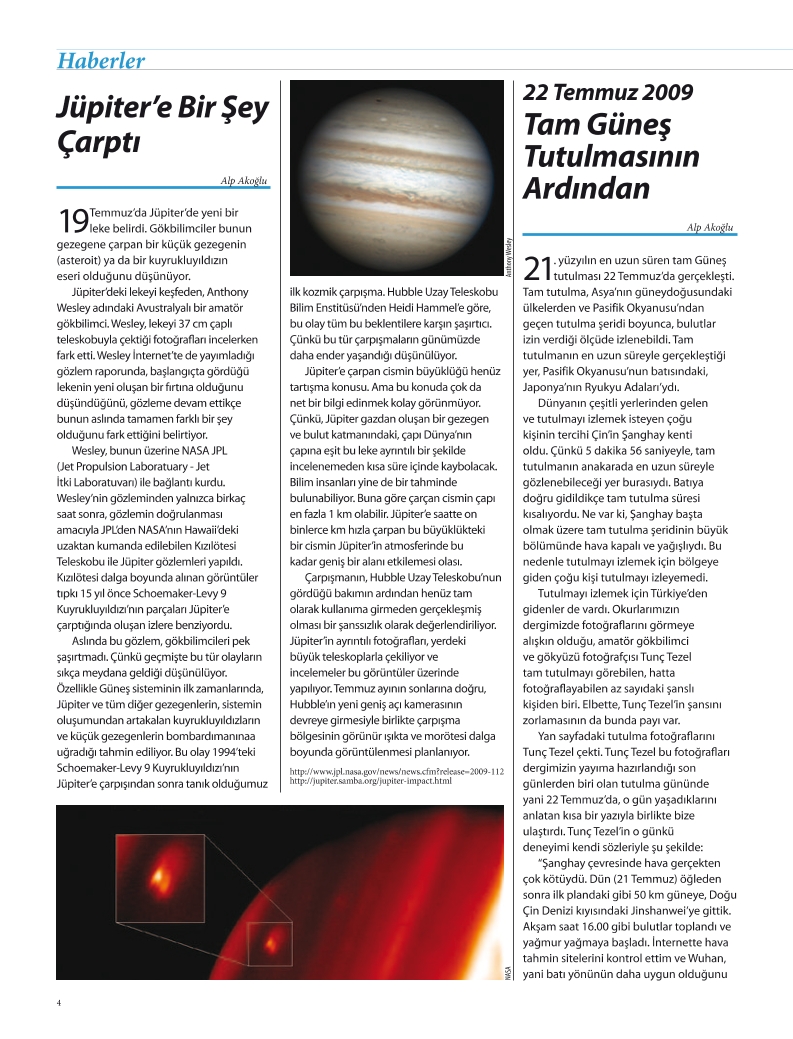 Haberler
Jüpiter’e Bir Şey
Çarptı
Alp Akoğlu
19 Temmuz’da Jüpiter’de yeni bir
leke belirdi. Gökbilimciler bunun
gezegene çarpan bir küçük gezegenin
(asteroit) ya da bir kuyrukluyıldızın
eseri olduğunu düşünüyor.
Jüpiter’deki lekeyi keşfeden, Anthony
Wesley adındaki Avustralyalı bir amatör
gökbilimci. Wesley, lekeyi 37 cm çaplı
teleskobuyla çektiği fotoğrafları incelerken
fark etti. Wesley İnternet’te de yayımladığı
gözlem raporunda, başlangıçta gördüğü
lekenin yeni oluşan bir fırtına olduğunu
düşündüğünü, gözleme devam ettikçe
bunun aslında tamamen farklı bir şey
olduğunu fark ettiğini belirtiyor.
Wesley, bunun üzerine NASA JPL
(Jet Propulsion Laboratuary - Jet
İtki Laboratuvarı) ile bağlantı kurdu.
Wesley’nin gözleminden yalnızca birkaç
saat sonra, gözlemin doğrulanması
amacıyla JPL’den NASA’nın Hawaii’deki
uzaktan kumanda edilebilen Kızılötesi
Teleskobu ile Jüpiter gözlemleri yapıldı.
Kızılötesi dalga boyunda alınan görüntüler
tıpkı 15 yıl önce Schoemaker-Levy 9
Kuyrukluyıldızı’nın parçaları Jüpiter’e
çarptığında oluşan izlere benziyordu.
Aslında bu gözlem, gökbilimcileri pek
şaşırtmadı. Çünkü geçmişte bu tür olayların
sıkça meydana geldiği düşünülüyor.
Özellikle Güneş sisteminin ilk zamanlarında,
Jüpiter ve tüm diğer gezegenlerin, sistemin
oluşumundan artakalan kuyrukluyıldızların
ve küçük gezegenlerin bombardımanınaa
uğradığı tahmin ediliyor. Bu olay 1994’teki
Schoemaker-Levy 9 Kuyrukluyıldızı’nın
Jüpiter’e çarpışından sonra tanık olduğumuz
Anthony Wesley
ilk kozmik çarpışma. Hubble Uzay Teleskobu
Bilim Enstitüsü’nden Heidi Hammel’e göre,
bu olay tüm bu beklentilere karşın şaşırtıcı.
Çünkü bu tür çarpışmaların günümüzde
daha ender yaşandığı düşünülüyor.
Jüpiter’e çarpan cismin büyüklüğü henüz
tartışma konusu. Ama bu konuda çok da
net bir bilgi edinmek kolay görünmüyor.
Çünkü, Jüpiter gazdan oluşan bir gezegen
ve bulut katmanındaki, çapı Dünya’nın
çapına eşit bu leke ayrıntılı bir şekilde
incelenemeden kısa süre içinde kaybolacak.
Bilim insanları yine de bir tahminde
bulunabiliyor. Buna göre çarpan cismin çapı
en fazla 1 km olabilir. Jüpiter’e saatte on
binlerce km hızla çarpan bu büyüklükteki
bir cismin Jüpiter’in atmosferinde bu
kadar geniş bir alanı etkilemesi olası.
Çarpışmanın, Hubble Uzay Teleskobu’nun
gördüğü bakımın ardından henüz tam
olarak kullanıma girmeden gerçekleşmiş
olması bir şanssızlık olarak değerlendiriliyor.
Jüpiter’in ayrıntılı fotoğrafları, yerdeki
büyük teleskoplarla çekiliyor ve
incelemeler bu görüntüler üzerinde
yapılıyor. Temmuz ayının sonlarına doğru,
Hubble’ın yeni geniş açı kamerasının
devreye girmesiyle birlikte çarpışma
bölgesinin görünür ışıkta ve morötesi dalga
boyunda görüntülenmesi planlanıyor.
http://www.jpl.nasa.gov/news/news.cfm?release=2009-112
http://jupiter.samba.org/jupiter-impact.html
NASA
22 Temmuz 2009
Tam Güneş
Tutulmasının
Ardından
Alp Akoğlu
21. yüzyılın en uzun süren tam Güneş
tutulması 22 Temmuz’da gerçekleşti.
Tam tutulma, Asya’nın güneydoğusundaki
ülkelerden ve Pasifik Okyanusu’ndan
geçen tutulma şeridi boyunca, bulutlar
izin verdiği ölçüde izlenebildi. Tam
tutulmanın en uzun süreyle gerçekleştiği
yer, Pasifik Okyanusu’nun batısındaki,
Japonya’nın Ryukyu Adaları’ydı.
Dünyanın çeşitli yerlerinden gelen
ve tutulmayı izlemek isteyen çoğu
kişinin tercihi Çin’in Şanghay kenti
oldu. Çünkü 5 dakika 56 saniyeyle, tam
tutulmanın anakarada en uzun süreyle
gözlenebileceği yer burasıydı. Batıya
doğru gidildikçe tam tutulma süresi
kısalıyordu. Ne var ki, Şanghay başta
olmak üzere tam tutulma şeridinin büyük
bölümünde hava kapalı ve yağışlıydı. Bu
nedenle tutulmayı izlemek için bölgeye
giden çoğu kişi tutulmayı izleyemedi.
Tutulmayı izlemek için Türkiye’den
gidenler de vardı. Okurlarımızın
dergimizde fotoğraflarını görmeye
alışkın olduğu, amatör gökbilimci
ve gökyüzü fotoğrafçısı Tunç Tezel
tam tutulmayı görebilen, hatta
fotoğraflayabilen az sayıdaki şanslı
kişiden biri. Elbette, Tunç Tezel’in şansını
zorlamasının da bunda payı var.
Yan sayfadaki tutulma fotoğraflarını
Tunç Tezel çekti. Tunç Tezel bu fotoğrafları
dergimizin yayıma hazırlandığı son
günlerden biri olan tutulma gününde
yani 22 Temmuz’da, o gün yaşadıklarını
anlatan kısa bir yazıyla birlikte bize
ulaştırdı. Tunç Tezel’in o günkü
deneyimi kendi sözleriyle şu şekilde:
“Şanghay çevresinde hava gerçekten
çok kötüydü. Dün (21 Temmuz) öğleden
sonra ilk plandaki gibi 50 km güneye, Doğu
Çin Denizi kıyısındaki Jinshanwei’ye gittik.
Akşam saat 16.00 gibi bulutlar toplandı ve
yağmur yağmaya başladı. İnternette hava
tahmin sitelerini kontrol ettim ve Wuhan,
yani batı yönünün daha uygun olduğunu
4